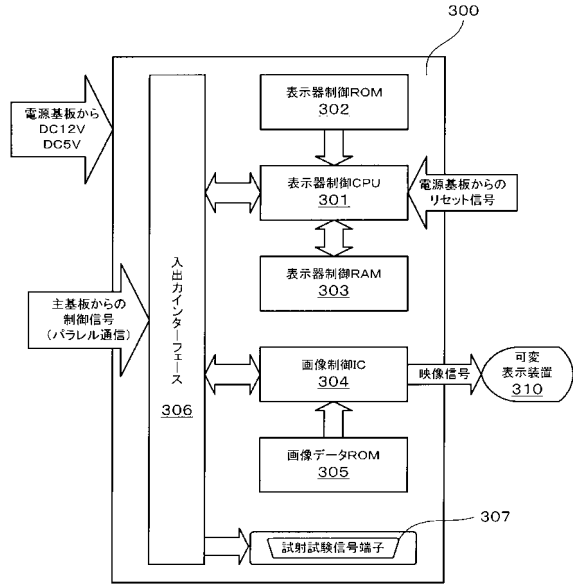 300
電源基板から
DC12V
DC5V
表示器制御ROM
302
表示器制御CPU
301
電源基板からの
リセット信号
表示器制御RAM
303
主基板からの
制御信号
(パラレル通信)
入出力インターフェース
306
画像制御IC
304
映像信号
可変
表示装置
310
画像データROM
305
307
試射試験信号端子